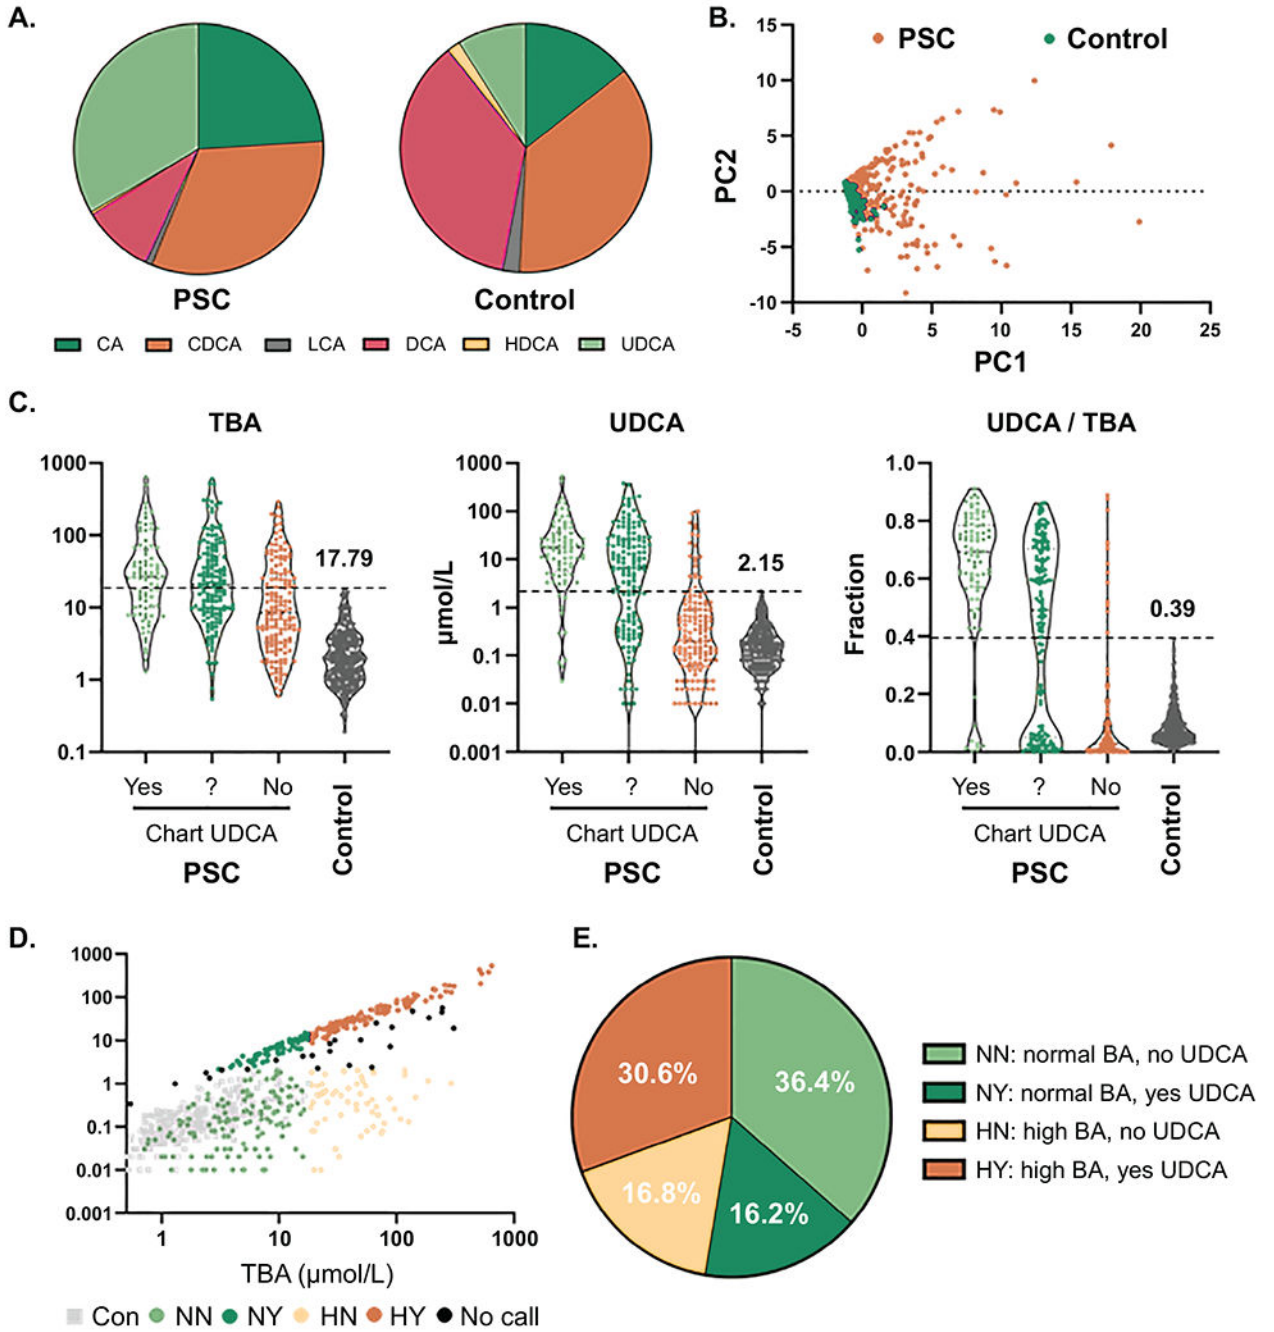 A.
PSC
Control
CA
CDCA
LCA
DCA
HDCA
UDCA
B.
PSC
Control
15
10
5
0
-5
-10
PC2
-5
0
5
10
15
20
25
PC1
C.
TBA
1000
100
10
1
0.1
17.79
Yes
?
No
Control
Chart UDCA
PSC
UDCA
1000
100
10
1
0.1
0.01
0.001
µmol/L
2.15
Yes
?
No
Control
Chart UDCA
PSC
UDCA / TBA
1.0
0.8
0.6
0.4
0.2
0.0
Fraction
0.39
Yes
?
No
Control
Chart UDCA
PSC
D.
1000
100
10
1
0.1
0.01
0.001
1
10
100
1000
TBA (µmol/L)
Con
NN
NY
HN
HY
No call
E.
30.6%
36.4%
16.8%
16.2%
NN: normal BA, no UDCA
NY: normal BA, yes UDCA
HN: high BA, no UDCA
HY: high BA, yes UDCA